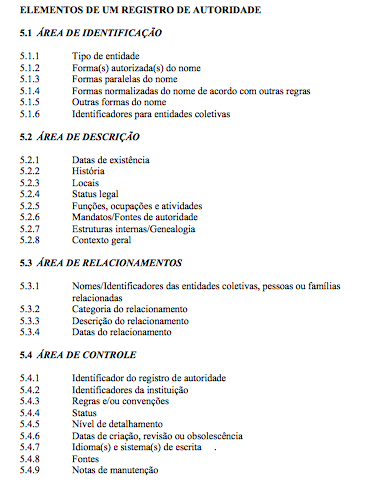 ELEMENTOS DE UM REGISTRO DE AUTORIDADE
5.1 ÁREA DE IDENTIFICAÇÃO
5.1.1 Tipo de entidade
5.1.2 Forma(s) autorizada(s) do nome
5.1.3 Formas paralelas do nome
5.1.4 Formas normalizadas do nome de acordo com outras regras
5.1.5 Outras formas do nome
5.1.6 Identificadores para entidades coletivas
5.2 ÁREA DE DESCRIÇÃO
5.2.1 Datas de existência
5.2.2 História
5.2.3 Locais
5.2.4 Status legal
5.2.5 Funções, ocupações e atividades
5.2.6 Mandatos/Fontes de autoridade
5.2.7 Estruturas internas/Genealogia
5.2.8 Contexto geral
5.3 ÁREA DE RELACIONAMENTOS
5.3.1 Nomes/Identificadores das entidades coletivas, pessoas ou famílias
relacionadas
5.3.2 Categoria do relacionamento
5.3.3 Descrição do relacionamento
5.3.4 Datas do relacionamento
5.4 ÁREA DE CONTROLE
5.4.1 Identificador do registro de autoridade
5.4.2 Identificadores da instituição
5.4.3 Regras e/ou convenções
5.4.4 Status
5.4.5 Nível de detalhamento
5.4.6 Datas de criação, revisão ou obsolescência
5.4.7 Idioma(s) e sistema(s) de escrita .
5.4.8 Fontes
5.4.9 Notas de manutenção